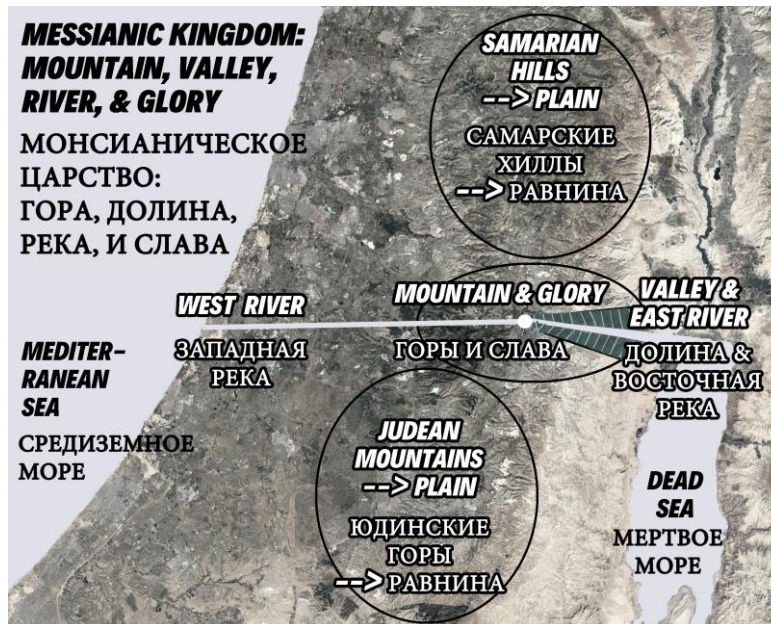 MESSIANIC KINGDOM:
MOUNTAIN, VALLEY,
RIVER, & GLORY
МОНСИАНИЧЕСКОЕ
ЦАРСТВО:
ГОРА, ДОЛИНА,
РЕКА, И СЛАВА
SAMARIAN
HILLS
--> PLAIN
САМАРСКИЕ
ХИЛЛЫ
--> РАВНИНА
WEST RIVER
ЗАПАДНАЯ
РЕКА
MOUNTAIN & GLORY
ГОРЫ И СЛАВА
VALLEY &
EAST RIVER
ДОЛИНА &
ВОСТОЧНАЯ
РЕКА
MEDITER-
RANEAN
SEA
СРЕДИЗЕМНОЕ
МОРЕ
JUDEAN
MOUNTAINS
--> PLAIN
ЮДИНСКИЕ
ГОРЫ
--> РАВНИНА
DEAD
SEA
МЕРТВОЕ
МОРЕ